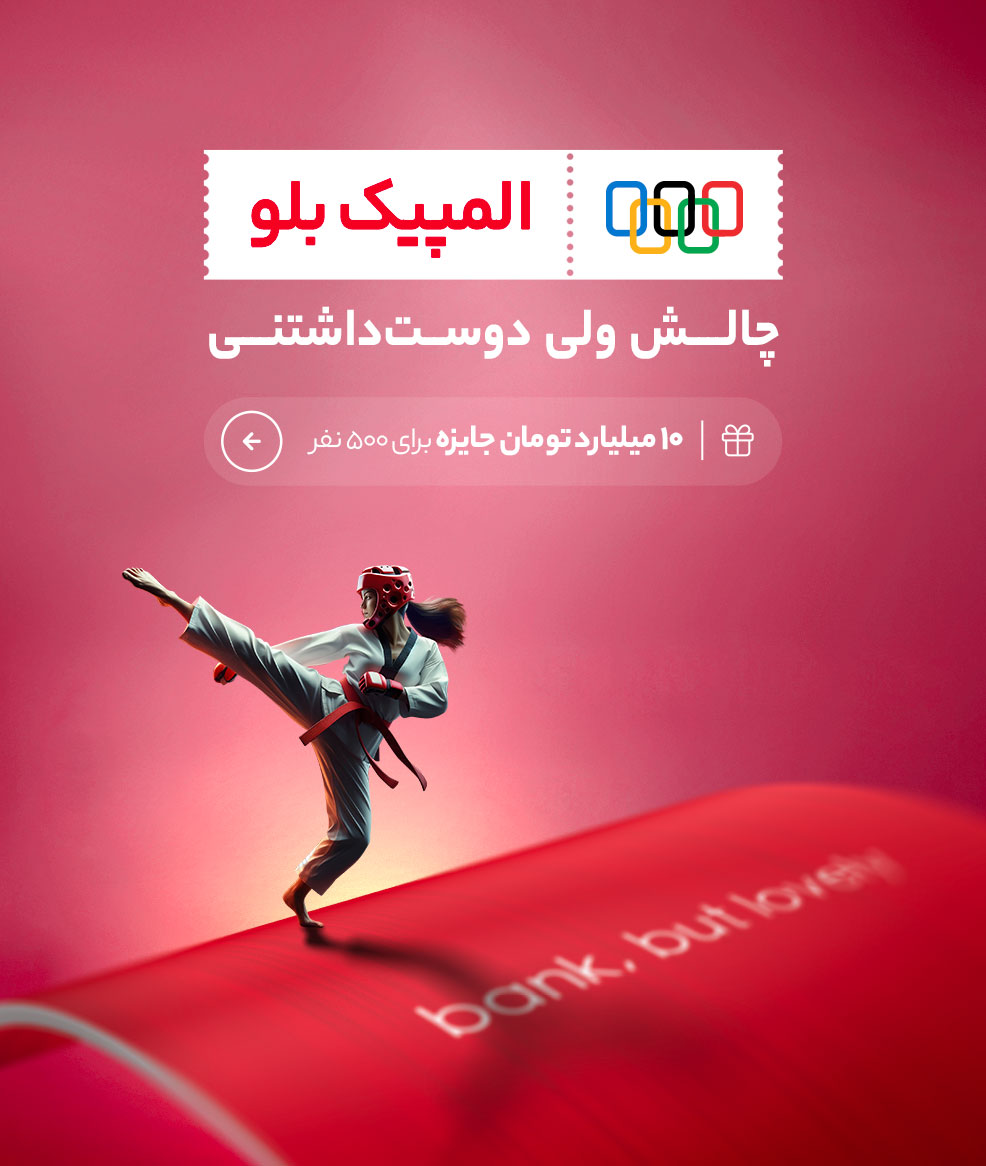 المپیک بلو
چالـــش ولی دوســت‌داشتنـــی
۱۰ میلیارد تومان جایزه برای ۵۰۰ نفر
bank, but lovely!